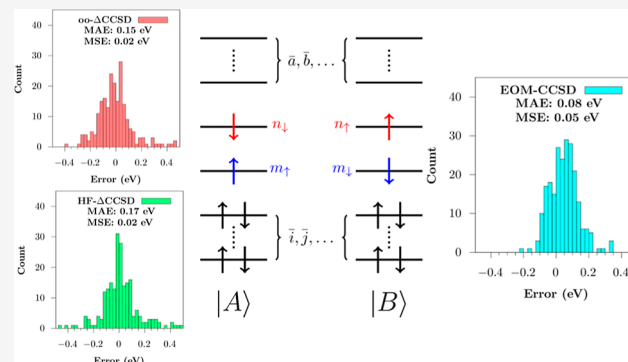 oo-ΔCCSD
MAE: 0.15 eV
MSE: 0.02 eV
Count
40
30
20
10
0
−0.4 −0.2 0 0.2 0.4
Error (eV)
HF-ΔCCSD
MAE: 0.17 eV
MSE: 0.02 eV
Count
40
30
20
10
0
−0.4 −0.2 0 0.2 0.4
Error (eV)
ā, b̄, . . .
n↓
n↑
m↑
m↓
ī, j̄, . . .
|A⟩
|B⟩
EOM-CCSD
MAE: 0.08 eV
MSE: 0.05 eV
Count
40
30
20
10
0
−0.4 −0.2 0 0.2 0.4
Error (eV)